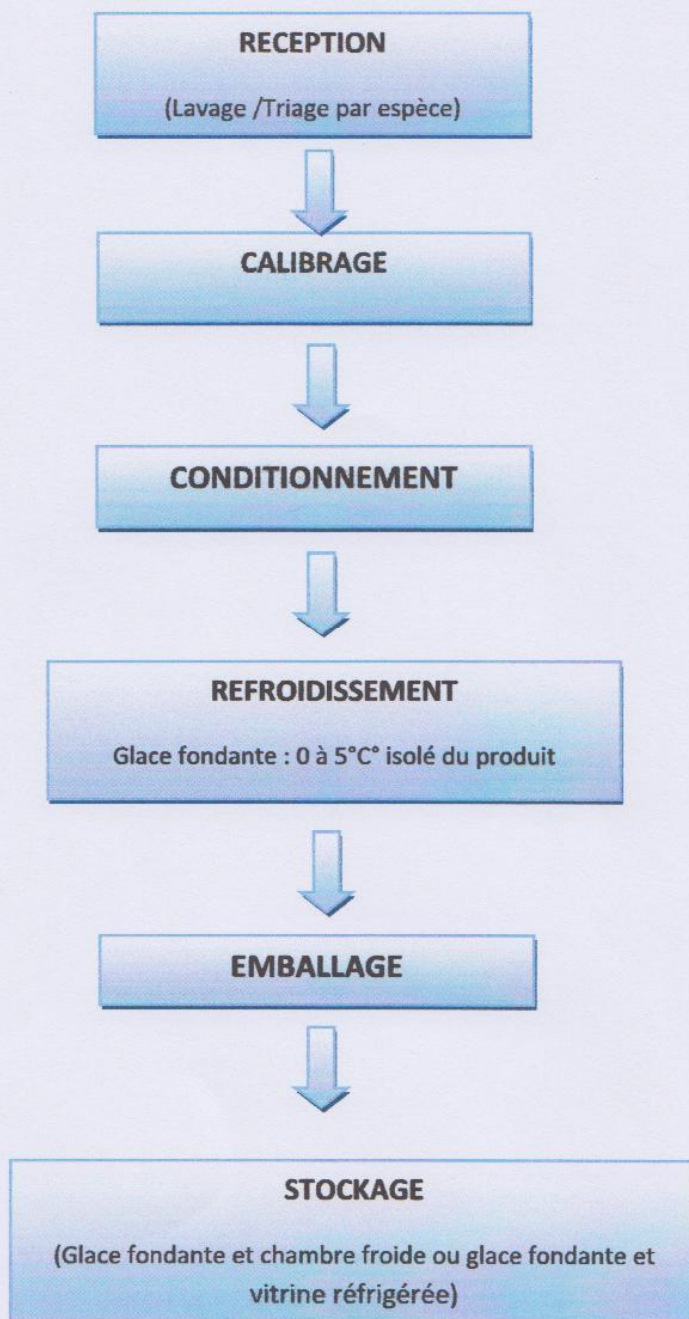 RECEPTION
(Lavage /Triage par espèce)
CALIBRAGE
CONDITIONNEMENT
REFROIDISSEMENT
Glace fondante : 0 à 5°C° isolé du produit
EMBALLAGE
STOCKAGE
(Glace fondante et chambre froide ou glace fondante et
vitrine réfrigérée)